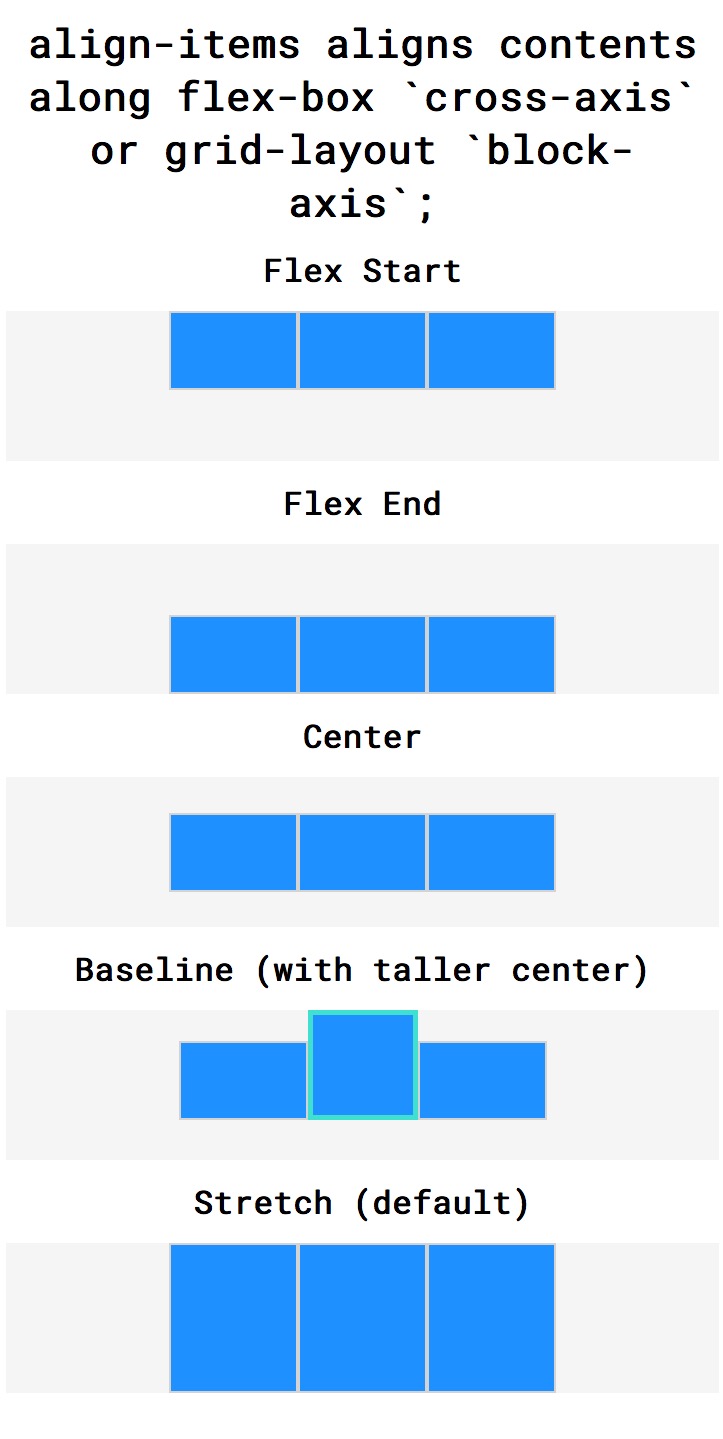 align-items aligns contents
along flex-box `cross-axis`
or grid-layout `block-
axis`;
Flex Start
Flex End
Center
Baseline (with taller center)
Stretch (default)